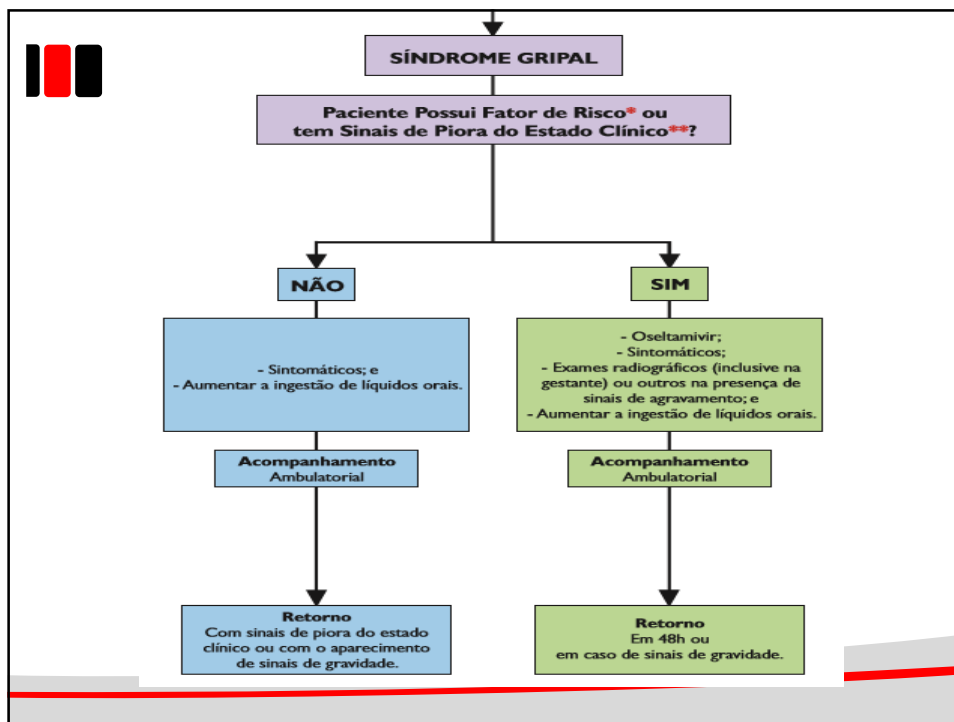 SÍNDROME GRIPAL
Paciente Possui Fator de Risco* ou
tem Sinais de Piora do Estado Clínico**?
NÃO
- Sintomáticos; e
- Aumentar a ingestão de líquidos orais.
Acompanhamento
Ambulatorial
Retorno
Com sinais de piora do estado
clínico ou com o aparecimento
de sinais de gravidade.
SIM
- Oseltamivir;
- Sintomáticos;
- Exames radiográficos (inclusive na
gestante) ou outros na presença de
sinais de agravamento; e
- Aumentar a ingestão de líquidos orais.
Acompanhamento
Ambulatorial
Retorno
Em 48h ou
em caso de sinais de gravidade.